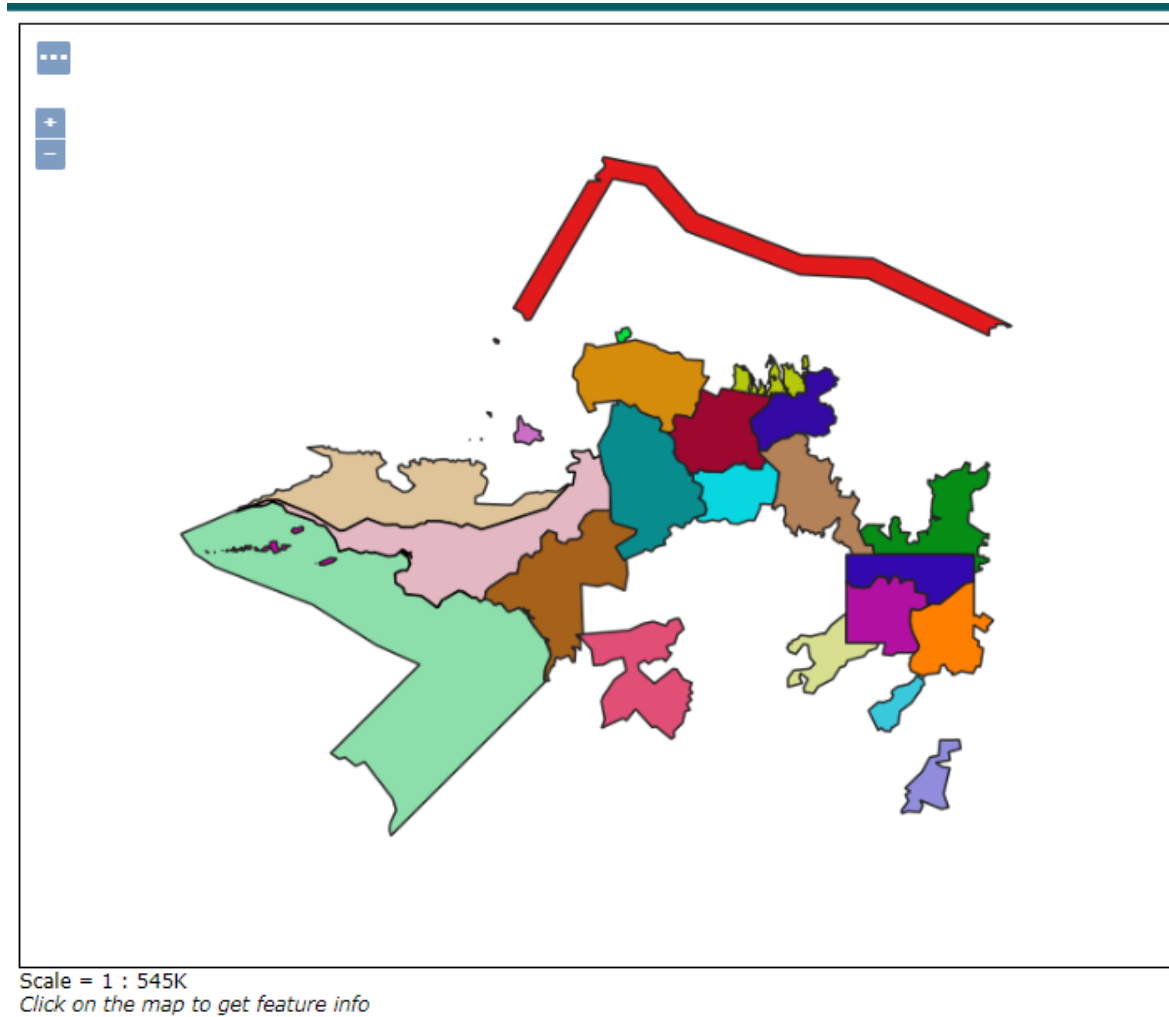 ...
+
−
Scale = 1 : 545K
Click on the map to get feature info